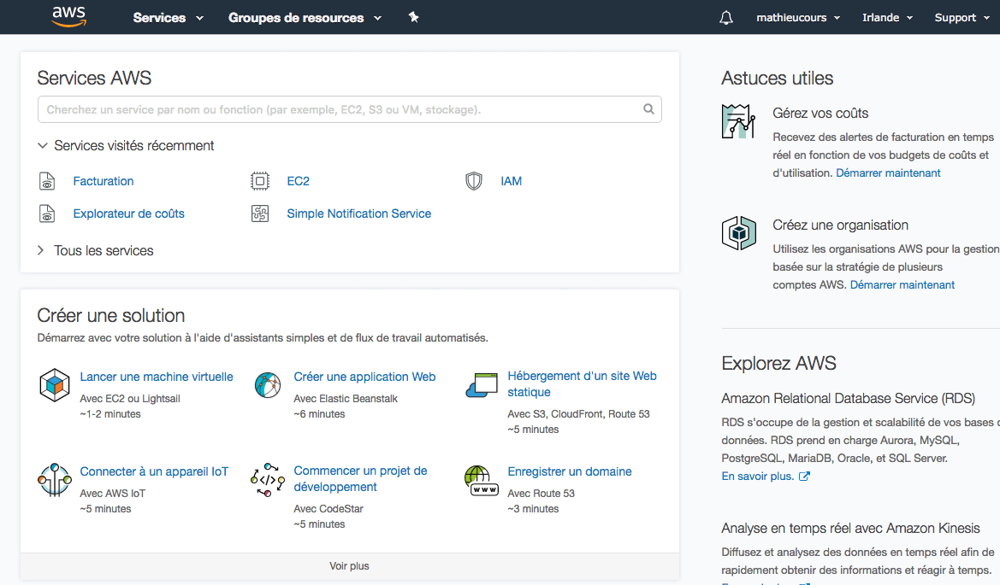 aws
Services
Groupes de resources
mathieucours
Irlande
Support
Services AWS
Cherchez un service par nom ou fonction (par exemple, EC2, S3 ou VM, stockage).
Services visités récemment
Facturation
EC2
IAM
Explorateur de coûts
Simple Notification Service
Tous les services
Créer une solution
Démarrez avec votre solution à l'aide d'assistants simples et de flux de travail automatisés.
Lancer une machine virtuelle
Avec EC2 ou Lightsail
~1-2 minutes
Créer une application Web
Avec Elastic Beanstalk
~6 minutes
Hébergement d'un site Web
statique
Avec S3, CloudFront, Route 53
~5 minutes
Connecter à un appareil IoT
Avec AWS IoT
~5 minutes
Commencer un projet de
développement
Avec CodeStar
~5 minutes
www
Enregistrer un domaine
Avec Route 53
~3 minutes
Voir plus
Astuces utiles
Gérez vos coûts
Recevez des alertes de facturation en temps
réel en fonction de vos budgets de coûts et
d'utilisation. Démarrer maintenant
Créez une organisation
Utilisez les organisations AWS pour la gestion
basée sur la stratégie de plusieurs
comptes AWS. Démarrer maintenant
Explorez AWS
Amazon Relational Database Service (RDS)
RDS s'occupe de la gestion et scalabilité de vos bases
données. RDS prend en charge Aurora, MySQL,
PostgreSQL, MariaDB, Oracle, et SQL Server.
En savoir plus.
Analyse en temps réel avec Amazon Kinesis
Diffusez et analysez des données en temps réel afin de
rapidement obtenir des informations et réagir à temps.